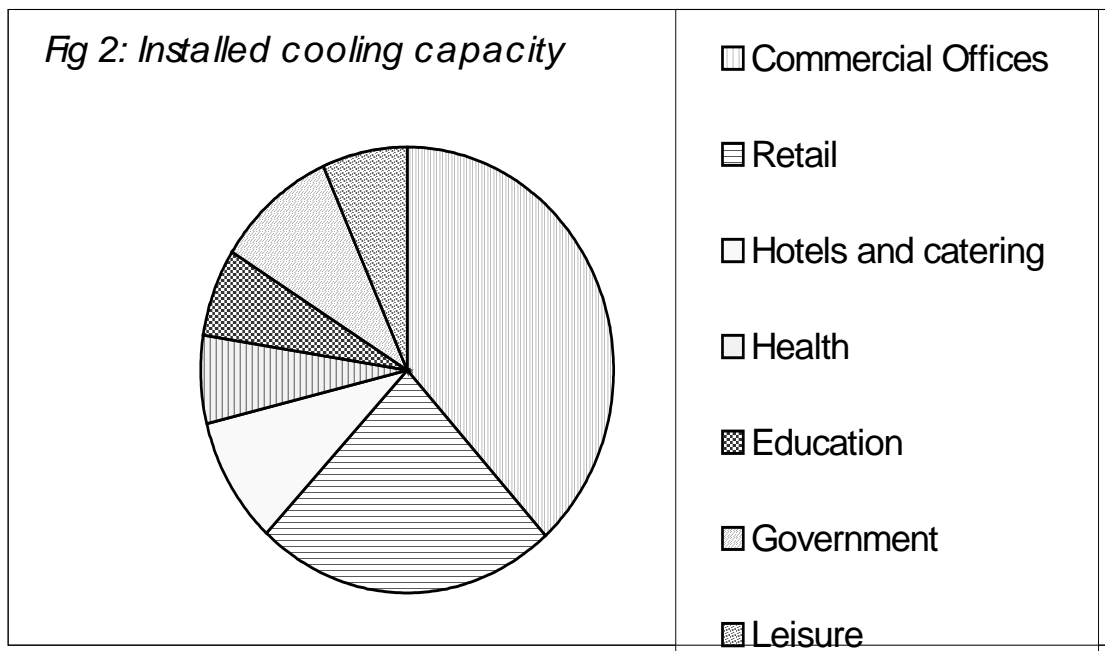 Fig 2: Installed cooling capacity
Commercial Offices
Retail
Hotels and catering
Health
Education
Government
Leisure